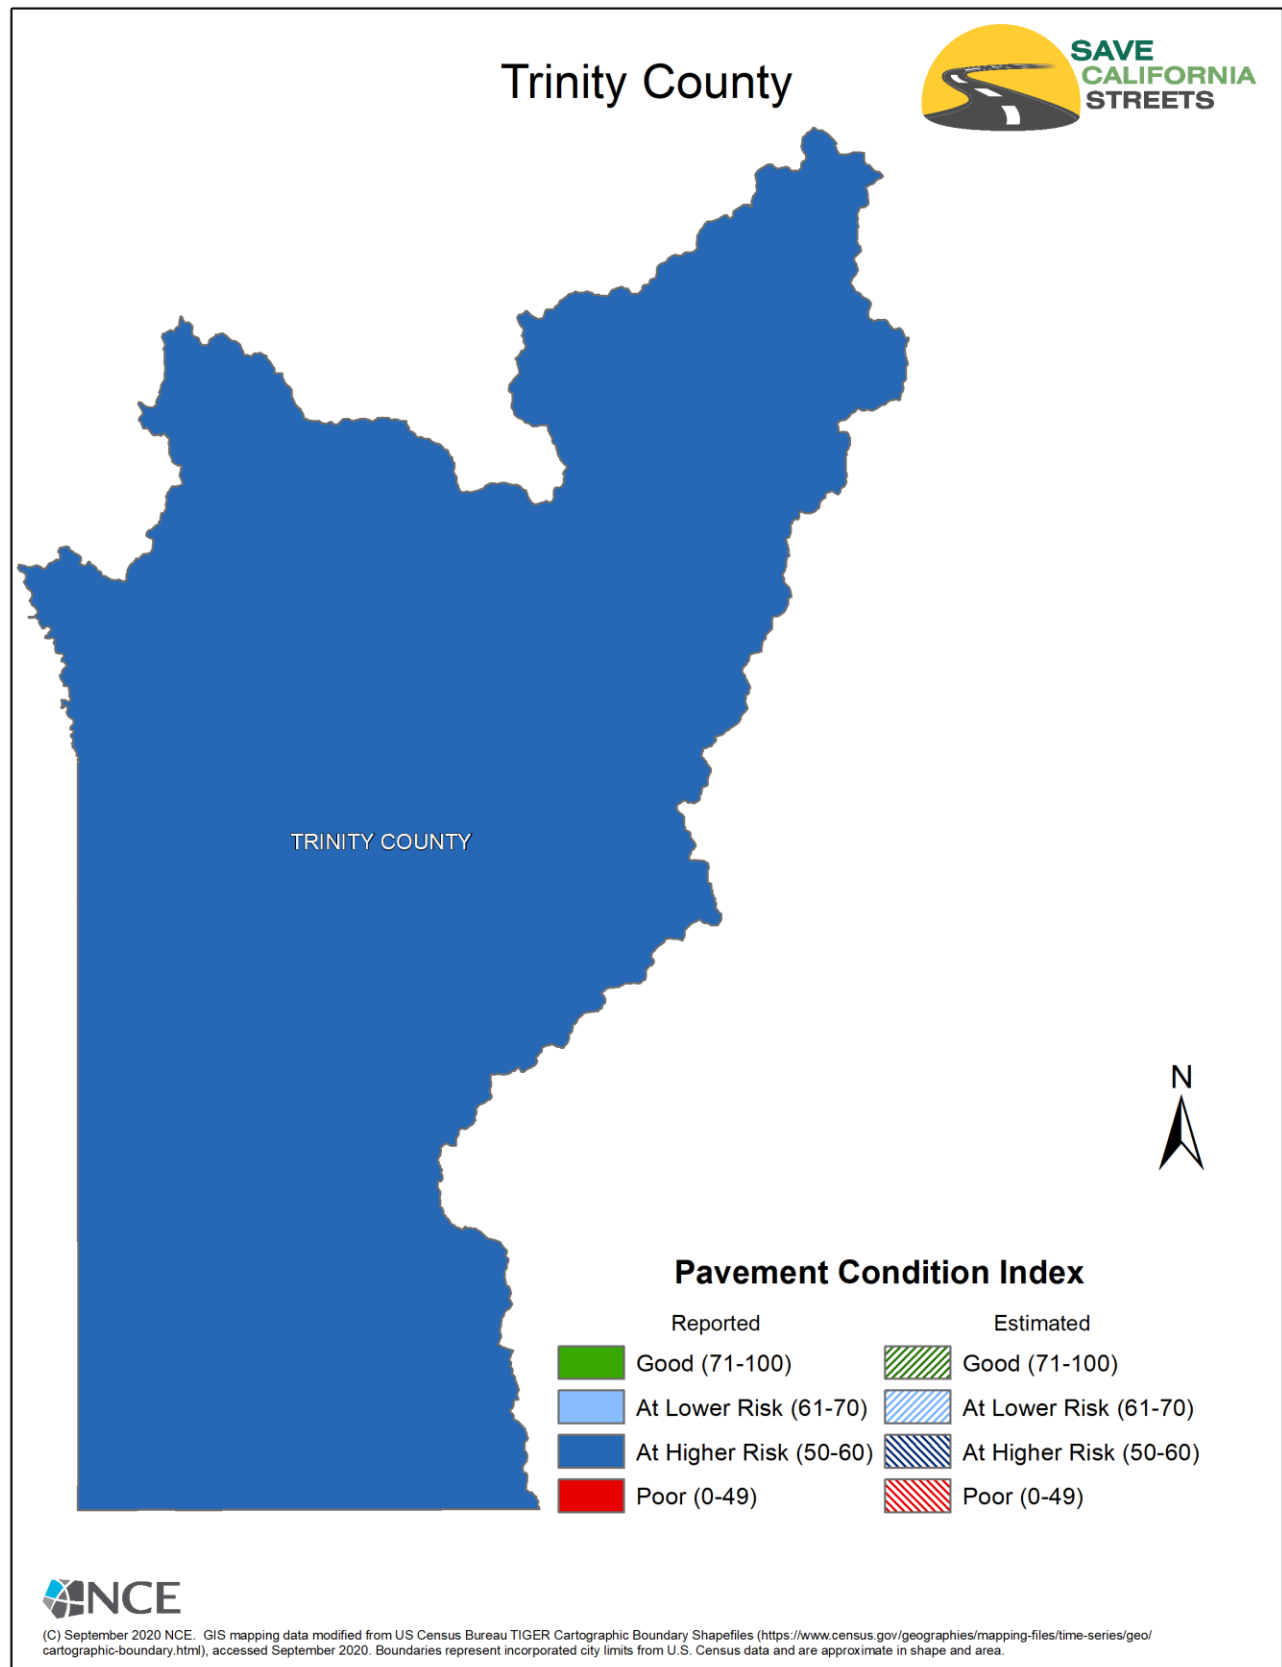 Trinity County
SAVE
CALIFORNIA
STREETS
TRINITY COUNTY
N
Pavement Condition Index
Reported
Estimated
Good (71-100)
Good (71-100)
At Lower Risk (61-70)
At Lower Risk (61-70)
At Higher Risk (50-60)
At Higher Risk (50-60)
Poor (0-49)
Poor (0-49)
NCE
(C) September 2020 NCE.  GIS mapping data modified from US Census Bureau TIGER Cartographic Boundary Shapefiles (https://www.census.gov/geographies/mapping-files/time-series/geo/
cartographic-boundary.html), accessed September 2020. Boundaries represent incorporated city limits from U.S. Census data and are approximate in shape and area.